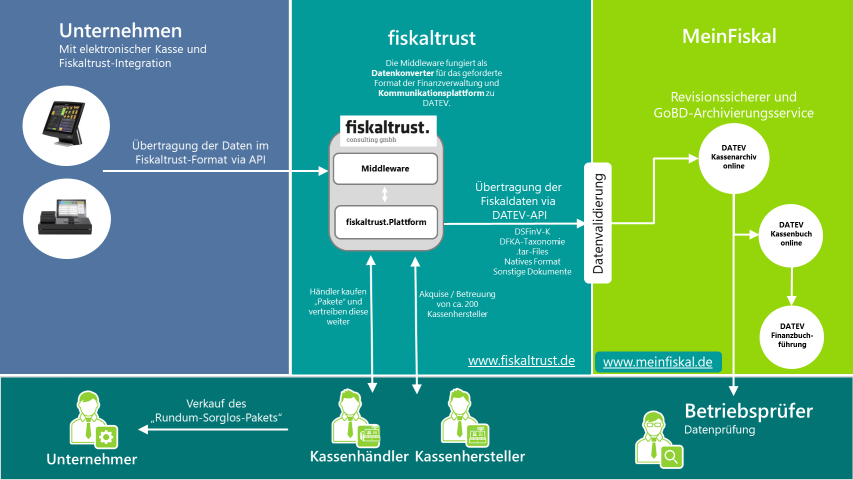 Unternehmen
Mit elektronischer Kasse und
Fiskaltrust-Integration
Übertragung der Daten im
Fiskaltrust-Format via API
fiskaltrust
Die Middleware fungiert als
Datenkonverter für das geforderte
Format der Finanzverwaltung und
Kommunikationsplattform zu
DATEV.
fiskaltrust.
consulting gmbh
Middleware
fiskaltrust.Plattform
Übertragung der
Fiskaldaten via
DATEV-API
DSFinV-K
DFKA-Taxonomie
.tar-Files
Natives Format
Sonstige Dokumente
Händler kaufen
„Pakete“ und
vertreiben diese
weiter
Akquise / Betreuung
von ca. 200
Kassenhersteller
www.fiskaltrust.de
Datenvalidierung
MeinFiskal
Revisionssicherer und
GoBD-Archivierungsservice
DATEV
Kassenarchiv
online
DATEV
Kassenbuch
online
DATEV
Finanzbuch-
führung
www.meinfiskal.de
Unternehmer
Verkauf des
„Rundum-Sorglos-Pakets“
Kassenhändler
Kassenhersteller
Betriebsprüfer
Datenprüfung